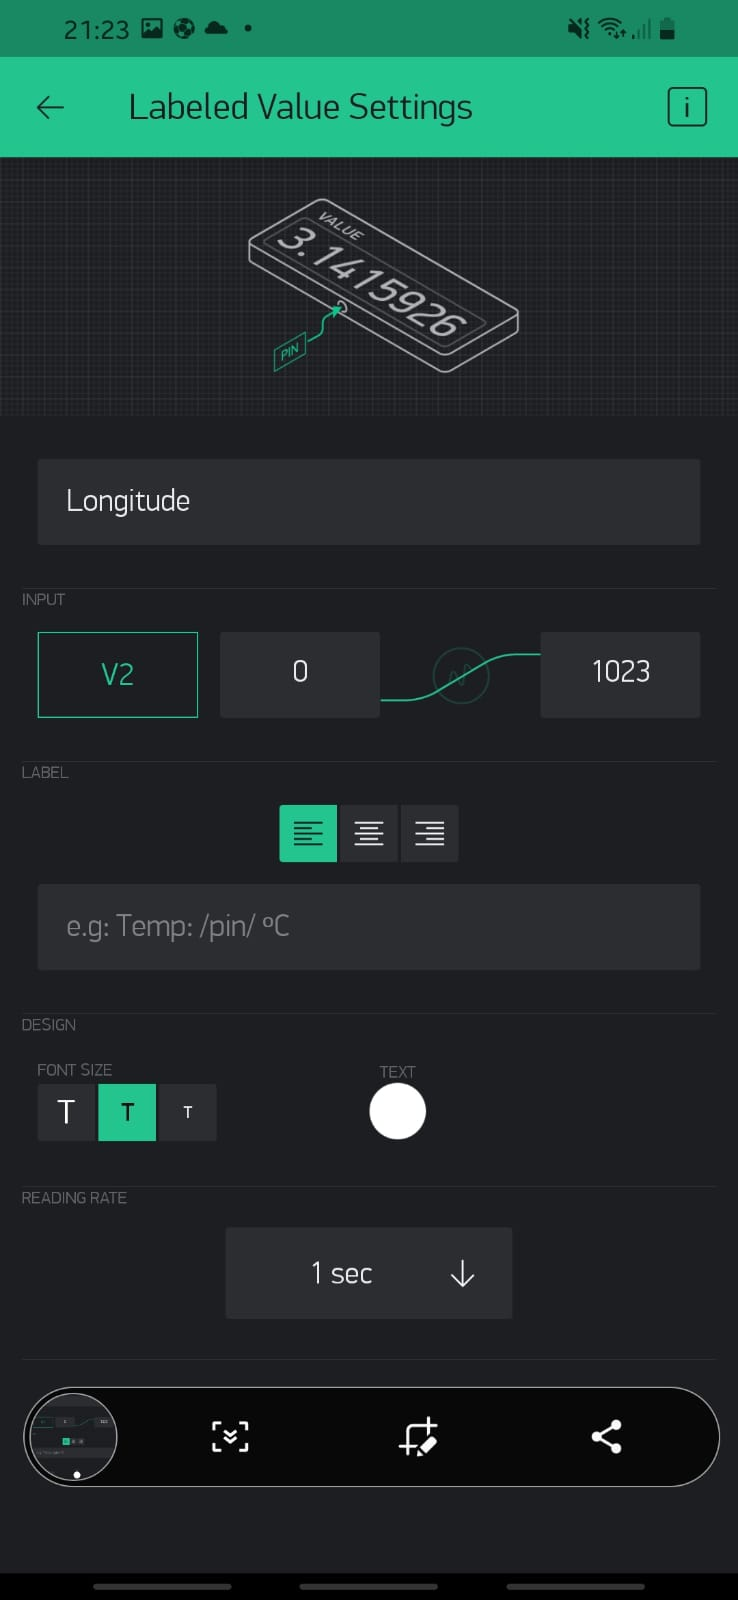 21:23
Labeled Value Settings
i
VALUE
3.1415926
PIN
Longitude
INPUT
V2
0
1023
LABEL
e.g: Temp: /pin/ ºC
DESIGN
FONT SIZE
TEXT
T T T
READING RATE
1 sec